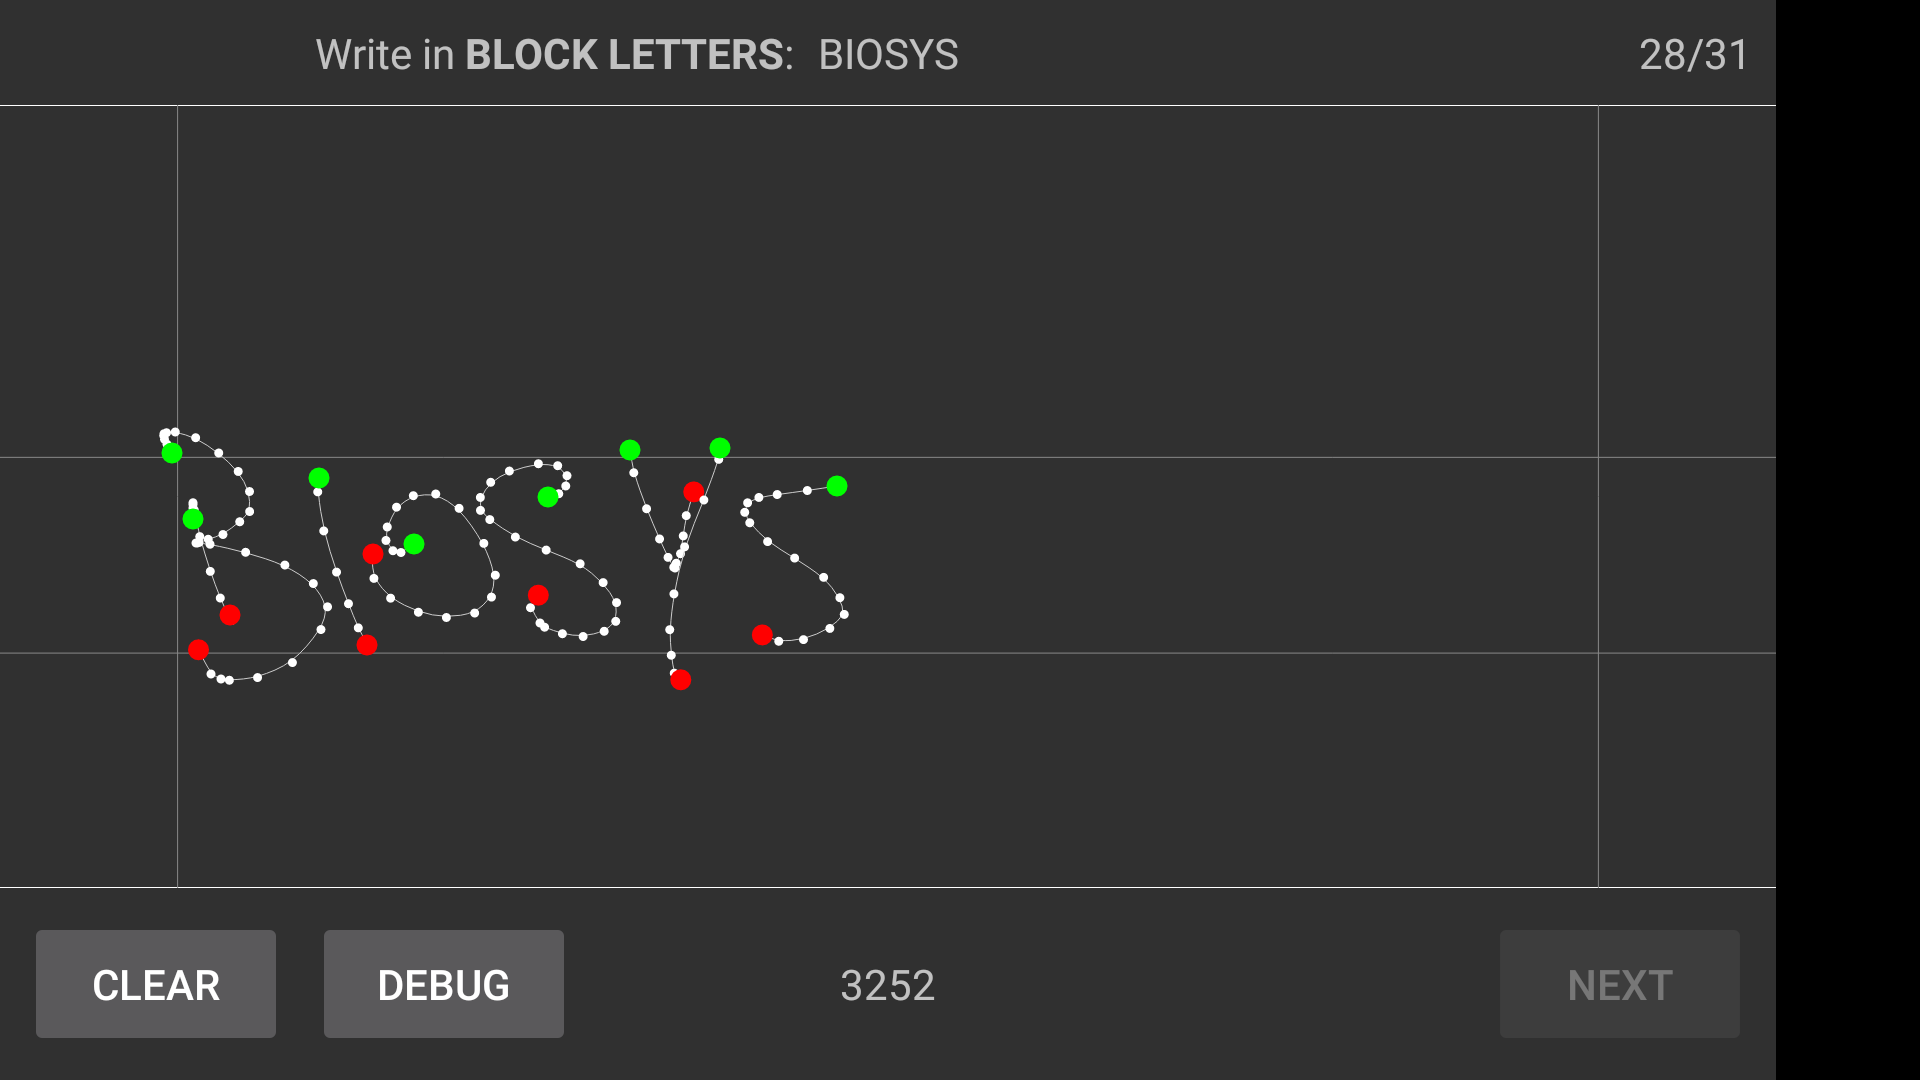 Write in BLOCK LETTERS: BIOSYS 28/31
BIOSYS
CLEAR DEBUG 3252 NEXT